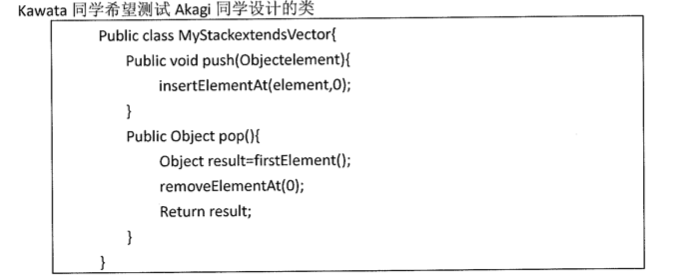 Kawata 同学希望测试 Akagi 同学设计的类
Public class MyStackextendsVector{
Public void push(Objectelement){
insertElementAt(element,0);
}
Public Object pop(){
Object result=firstElement();
removeElementAt(0);
Return result;
}
}